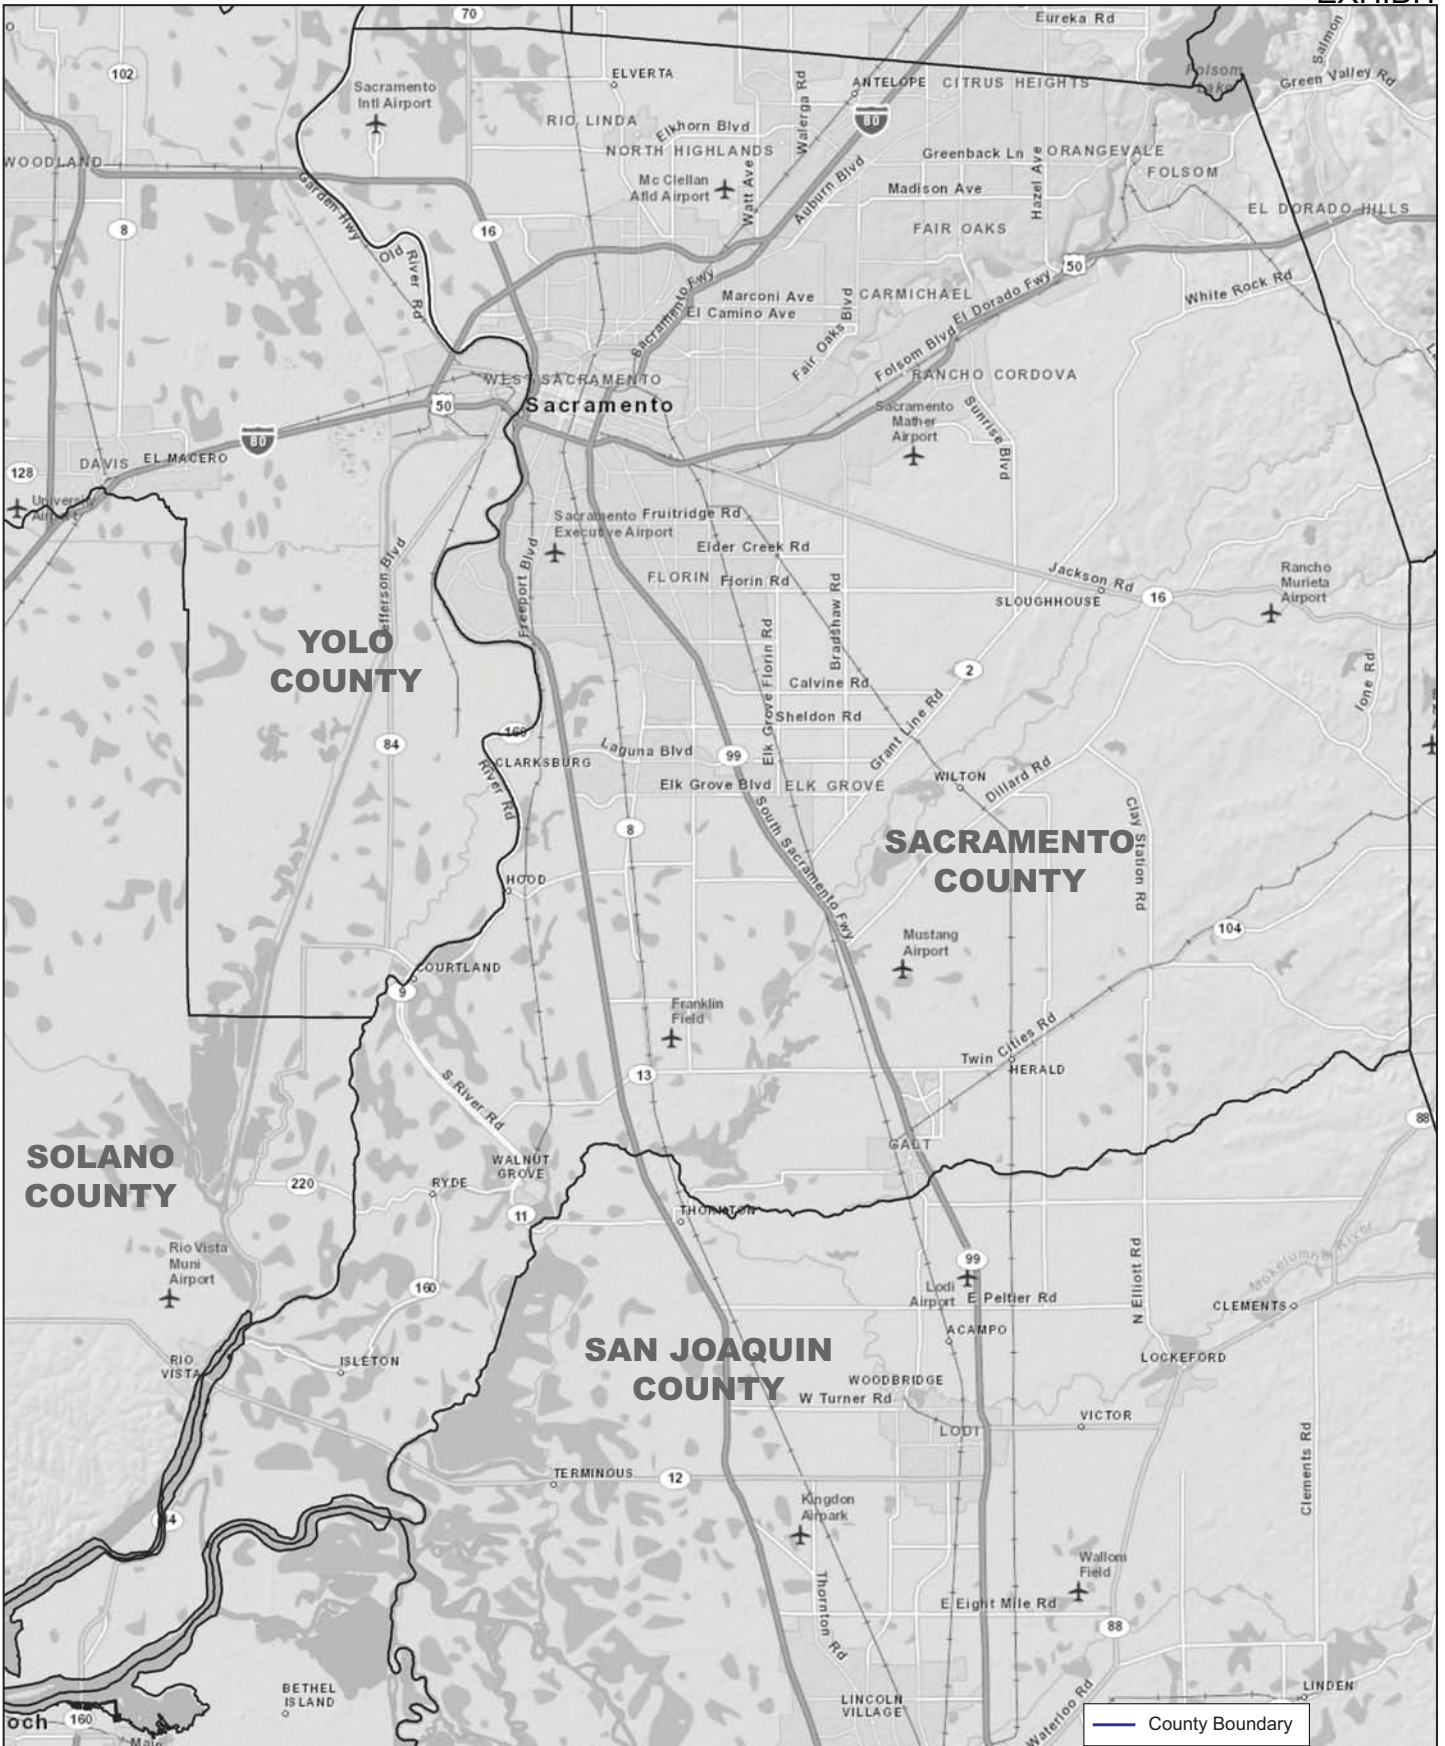 70
Eureka Rd
Salmon
102
Sacramento
Intl Airport
ELVERTA
Walerga Rd
ANTELOPE
CITRUS HEIGHTS
Folsom
Green Valley Rd
RIO LINDA
Elkhorn Blvd
80
WOODLAND
NORTH HIGHLANDS
Greenback Ln
Hazel Ave
ORANGEVALE
FOLSOM
Mc Clellan
Afld Airport
Watt Ave
Auburn Blvd
Madison Ave
Garden Hwy
8
16
FAIR OAKS
EL DORADO HILLS
Old
River Rd
50
Sacramento Fwy
Marconi Ave
El Camino Ave
Fair Oaks Blvd
CARMICHAEL
El Dorado Fwy
White Rock Rd
Folsom Blvd
WEST SACRAMENTO
RANCHO CORDOVA
50
Sacramento
Sacramento
Mather
Airport
Sunrise Blvd
80
128
DAVIS
EL MACERO
University
Airport
Sacramento
Executive Airport
Fruitridge Rd
Elder Creek Rd
Jefferson Blvd
Freeport Blvd
FLORIN
Florin Rd
Bradshaw Rd
Jackson Rd
SLOUGHHOUSE
16
Rancho
Murieta
Airport
YOLO
COUNTY
Elk Grove Florin Rd
2
Calvine Rd
Sheldon Rd
Grant Line Rd
Ione Rd
84
CLARKSBURG
River Rd
Laguna Blvd
99
Elk Grove Blvd
ELK GROVE
WILTON
Dillard Rd
Clay Station Rd
8
South Sacramento Fwy
SACRAMENTO
COUNTY
HOOD
104
Mustang
Airport
COURTLAND
9
Franklin
Field
Twin Cities Rd
HERALD
S River Rd
13
88
SOLANO
COUNTY
GALT
WALNUT
GROVE
220
RYDE
11
THORNTON
Rio Vista
Muni
Airport
160
99
Lodi
Airport
E Peltier Rd
N Elliott Rd
Mokelumne River
CLEMENTS
ACAMPO
SAN JOAQUIN
COUNTY
RIO
VISTA
ISLETON
LOCKEFORD
WOODBRIDGE
W Turner Rd
VICTOR
LODI
TERMINOUS
12
Clements Rd
Kingdon
Airpark
Wallom
Field
Thornton Rd
E Eight Mile Rd
88
BETHEL
ISLAND
LINCOLN
VILLAGE
Waterloo Rd
LINDEN
och
160
Main
County Boundary